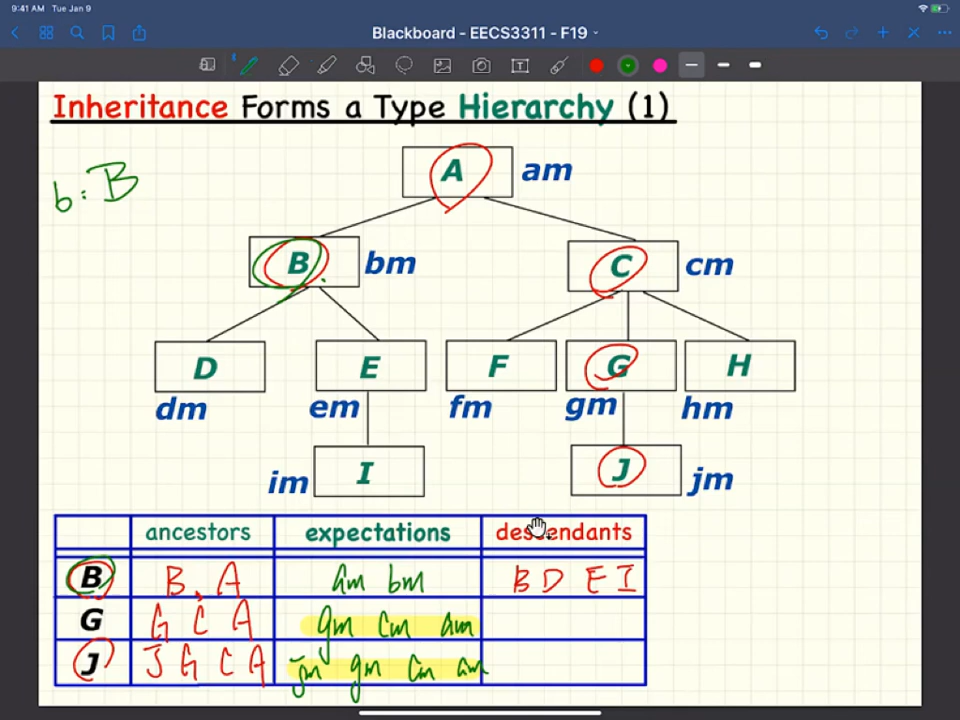 9:41 AM Tue Jan 9
Blackboard - EECS3311 - F19
Inheritance Forms a Type Hierarchy (1)
b: B
A am
B bm
C cm
D
E
F
G
H
dm
em
fm
gm
hm
im I
J jm
ancestors expectations descendants
B B, A am bm B D E I
G G C A gm cm am
J J G C A jm gm cm am